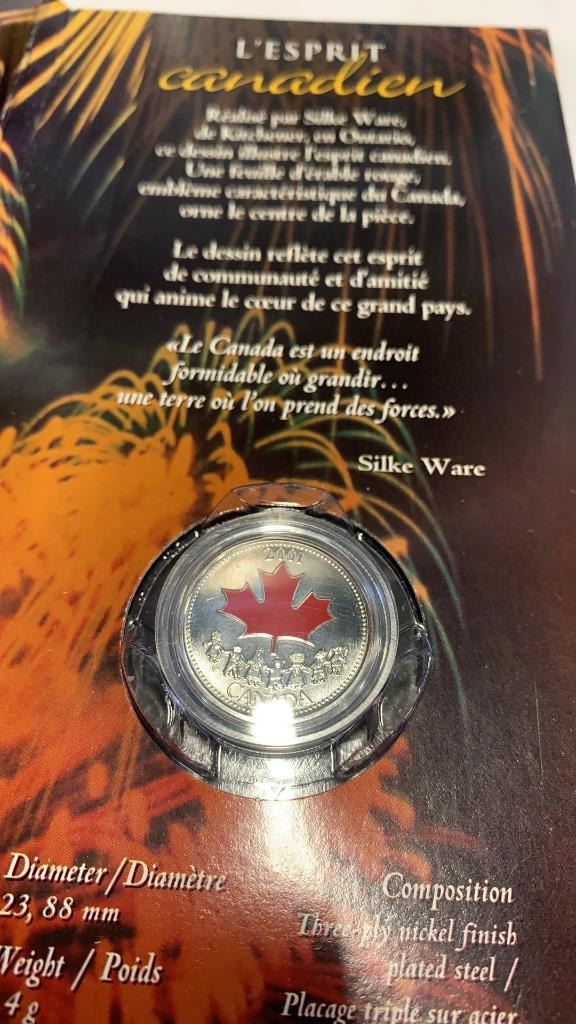 L'ESPRIT
canadien
Réalisé par Silke Ware,
de Kitchener, en Ontario,
ce dessin illustre l'esprit canadien.
Une feuille d'érable rouge,
emblème caractéristique du Canada,
orne le centre de la pièce.
Le dessin reflète cet esprit
de communauté et d'amitié
qui anime le cœur de ce grand pays.
«Le Canada est un endroit
formidable où grandir...
une terre où l'on prend des forces.»
Silke Ware
2001
CANADA
Diameter/Diamètre
23, 88 mm
Weight / Poids
4 g
Composition
Three-ply nickel finish
plated steel /
Placage triple sur acier